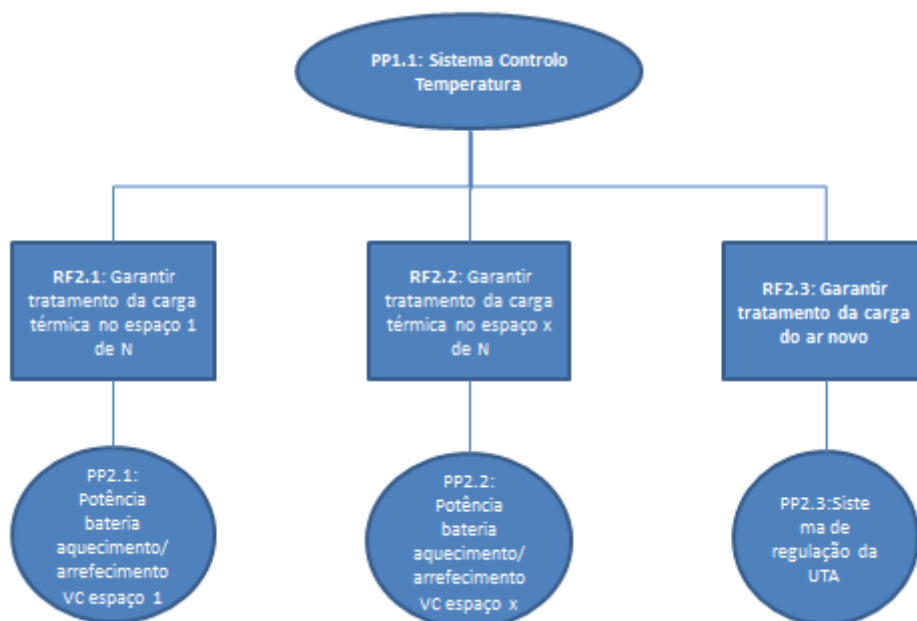 PP1.1: Sistema Controlo
Temperatura
RF2.1: Garantir
tratamento da carga
térmica no espaço 1
de N
RF2.2: Garantir
tratamento da carga
térmica no espaço x
de N
RF2.3: Garantir
tratamento da carga
do ar novo
PP2.1:
Potência
bateria
aquecimento/
arrefecimento
VC espaço 1
PP2.2:
Potência
bateria
aquecimento/
arrefecimento
VC espaço x
PP2.3:Siste
ma de
regulação da
UTA